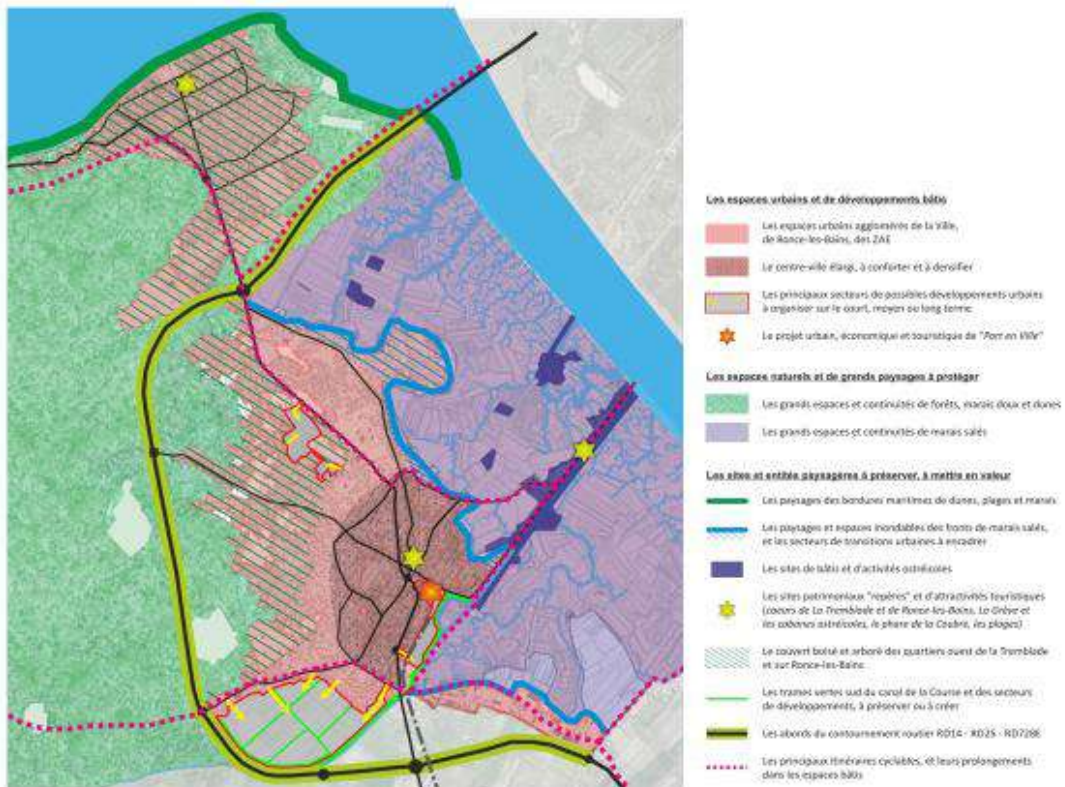 Les espaces urbains et de développements bâtis
Les espaces urbains agglomérés de la Ville,
de Ronce-les-Bains, des ZAE
Le centre-ville élargi, à conforter et à densifier
Les principaux secteurs de possibles développements urbains
à organiser sur le court, moyen ou long terme
Le projet urbain, économique et touristique de "Port en Ville"
Les espaces naturels et de grands paysages à protéger
Les grands espaces et continuités de forêts, marais doux et dunes
Les grands espaces et continuités de marais salés
Les sites et entités paysagères à préserver, à mettre en valeur
Les paysages des bordures maritimes de dunes, plages et marais
Les paysages et espaces inondables des fronts de marais salés,
et les secteurs de transitions urbaines à encadrer
Les sites de bâtis et d'activités ostréicoles
Les sites patrimoniaux "repères" et d'attractivités touristiques
(coeurs de La Tremblade et de Ronce-les-Bains, La Grève et
les cabanes ostréicoles, le phare de la Coubre, les plages)
Le couvert boisé et arboré des quartiers ouest de la Tremblade
et sur Ronce-les-Bains
Les trames vertes sud du canal de la Course et des secteurs
de développements, à préserver ou à créer
Les abords du contournement routier RD14 - RD25 - RD728E
Les principaux itinéraires cyclables, et leurs prolongements
dans les espaces bâtis